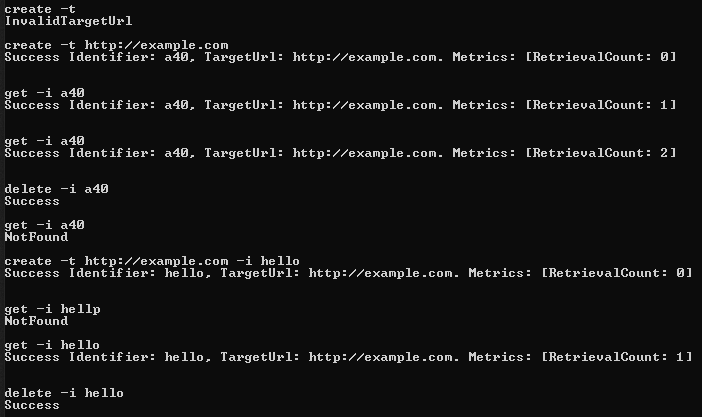 create -t
InvalidTargetUrl
create -t http://example.com
Success Identifier: a40, TargetUrl: http://example.com. Metrics: [RetrievalCount: 0]
get -i a40
Success Identifier: a40, TargetUrl: http://example.com. Metrics: [RetrievalCount: 1]
get -i a40
Success Identifier: a40, TargetUrl: http://example.com. Metrics: [RetrievalCount: 2]
delete -i a40
Success
get -i a40
NotFound
create -t http://example.com -i hello
Success Identifier: hello, TargetUrl: http://example.com. Metrics: [RetrievalCount: 0]
get -i hellp
NotFound
get -i hello
Success Identifier: hello, TargetUrl: http://example.com. Metrics: [RetrievalCount: 1]
delete -i hello
Success